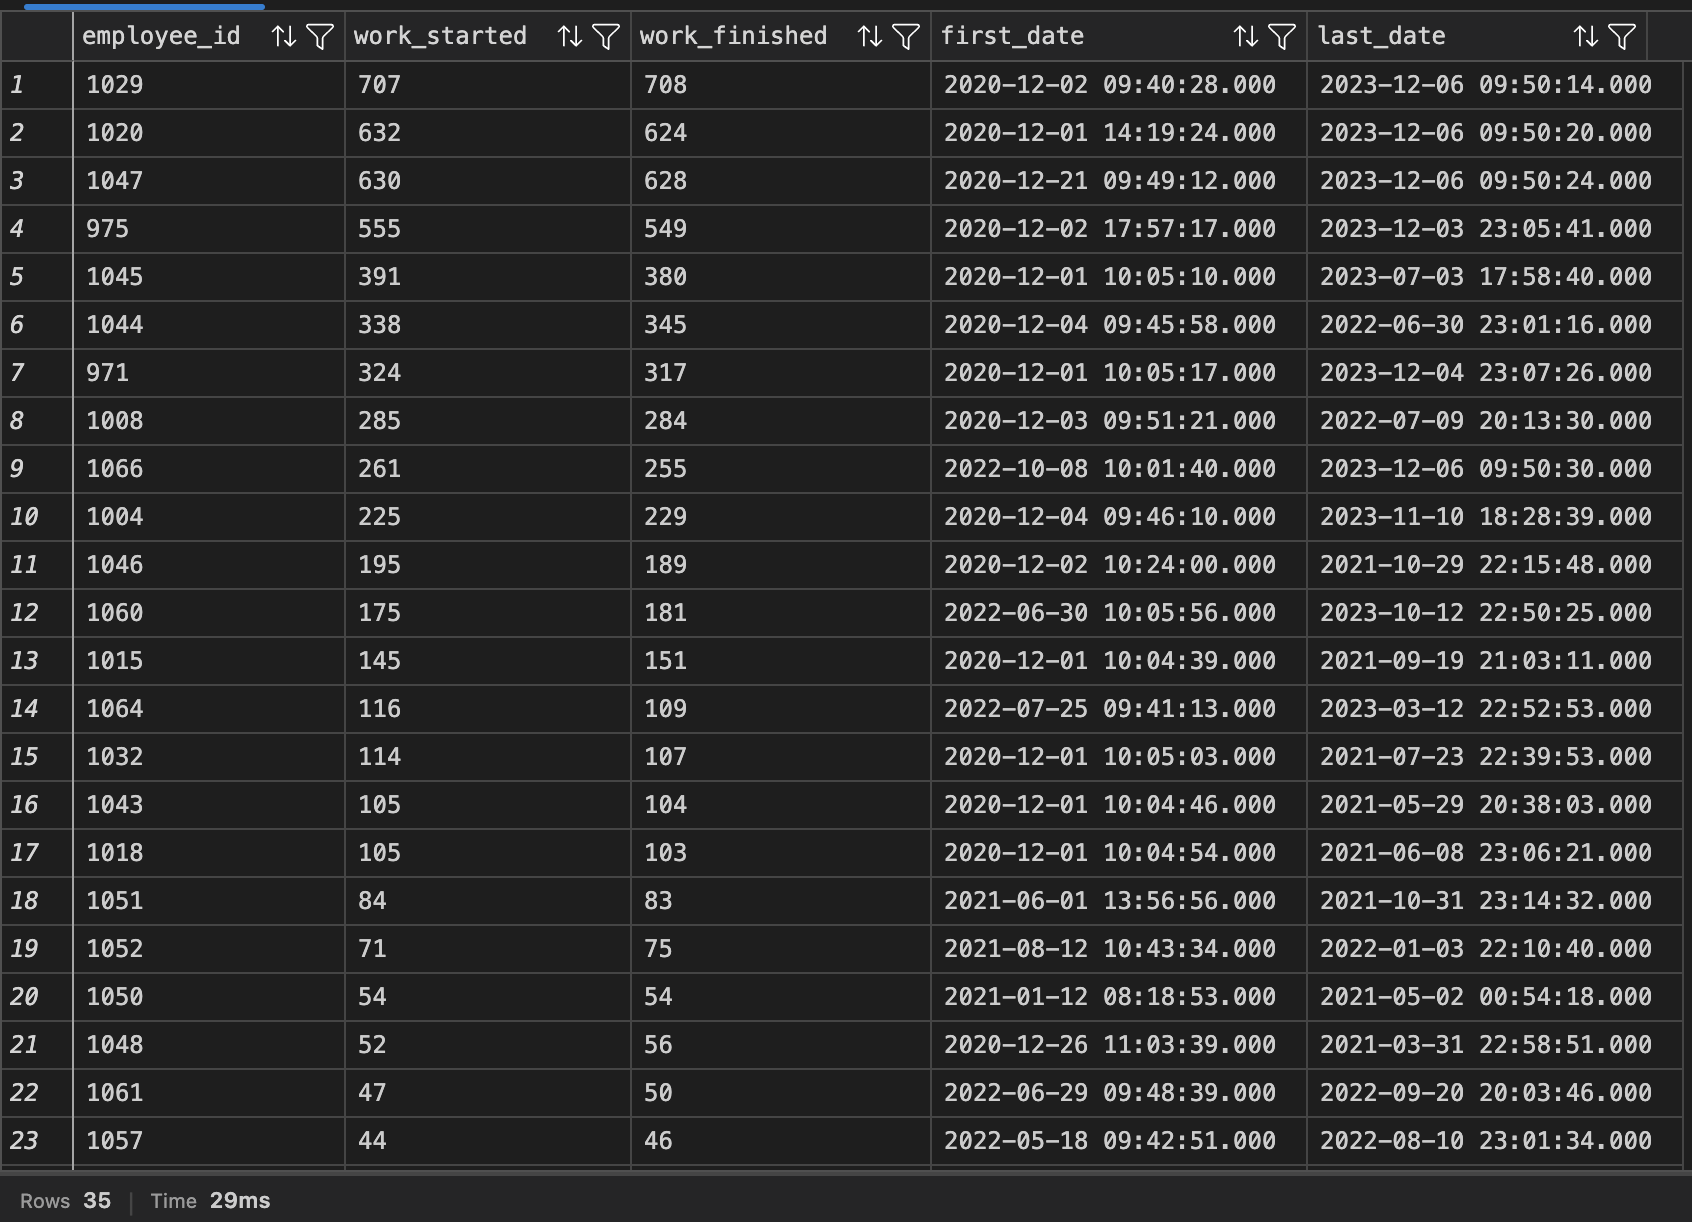 employee_id work_started work_finished first_date last_date
1 1029 707 708 2020-12-02 09:40:28.000 2023-12-06 09:50:14.000
2 1020 632 624 2020-12-01 14:19:24.000 2023-12-06 09:50:20.000
3 1047 630 628 2020-12-21 09:49:12.000 2023-12-06 09:50:24.000
4 975 555 549 2020-12-02 17:57:17.000 2023-12-03 23:05:41.000
5 1045 391 380 2020-12-01 10:05:10.000 2023-07-03 17:58:40.000
6 1044 338 345 2020-12-04 09:45:58.000 2022-06-30 23:01:16.000
7 971 324 317 2020-12-01 10:05:17.000 2023-12-04 23:07:26.000
8 1008 285 284 2020-12-03 09:51:21.000 2022-07-09 20:13:30.000
9 1066 261 255 2022-10-08 10:01:40.000 2023-12-06 09:50:30.000
10 1004 225 229 2020-12-04 09:46:10.000 2023-11-10 18:28:39.000
11 1046 195 189 2020-12-02 10:24:00.000 2021-10-29 22:15:48.000
12 1060 175 181 2022-06-30 10:05:56.000 2023-10-12 22:50:25.000
13 1015 145 151 2020-12-01 10:04:39.000 2021-09-19 21:03:11.000
14 1064 116 109 2022-07-25 09:41:13.000 2023-03-12 22:52:53.000
15 1032 114 107 2020-12-01 10:05:03.000 2021-07-23 22:39:53.000
16 1043 105 104 2020-12-01 10:04:46.000 2021-05-29 20:38:03.000
17 1018 105 103 2020-12-01 10:04:54.000 2021-06-08 23:06:21.000
18 1051 84 83 2021-06-01 13:56:56.000 2021-10-31 23:14:32.000
19 1052 71 75 2021-08-12 10:43:34.000 2022-01-03 22:10:40.000
20 1050 54 54 2021-01-12 08:18:53.000 2021-05-02 00:54:18.000
21 1048 52 56 2020-12-26 11:03:39.000 2021-03-31 22:58:51.000
22 1061 47 50 2022-06-29 09:48:39.000 2022-09-20 20:03:46.000
23 1057 44 46 2022-05-18 09:42:51.000 2022-08-10 23:01:34.000
Rows 35 | Time 29ms